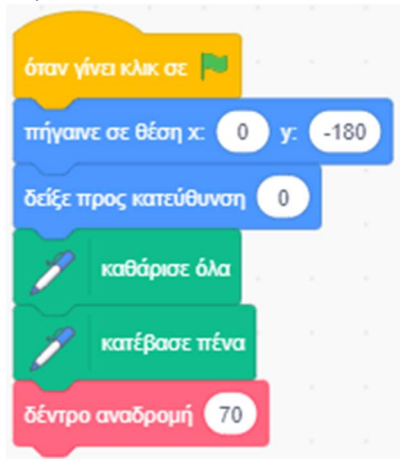 όταν γίνει κλικ σε
πήγαινε σε θέση x: 0 y: -180
δείξε προς κατεύθυνση 0
καθάρισε όλα
κατέβασε πένα
δέντρο αναδρομή 70